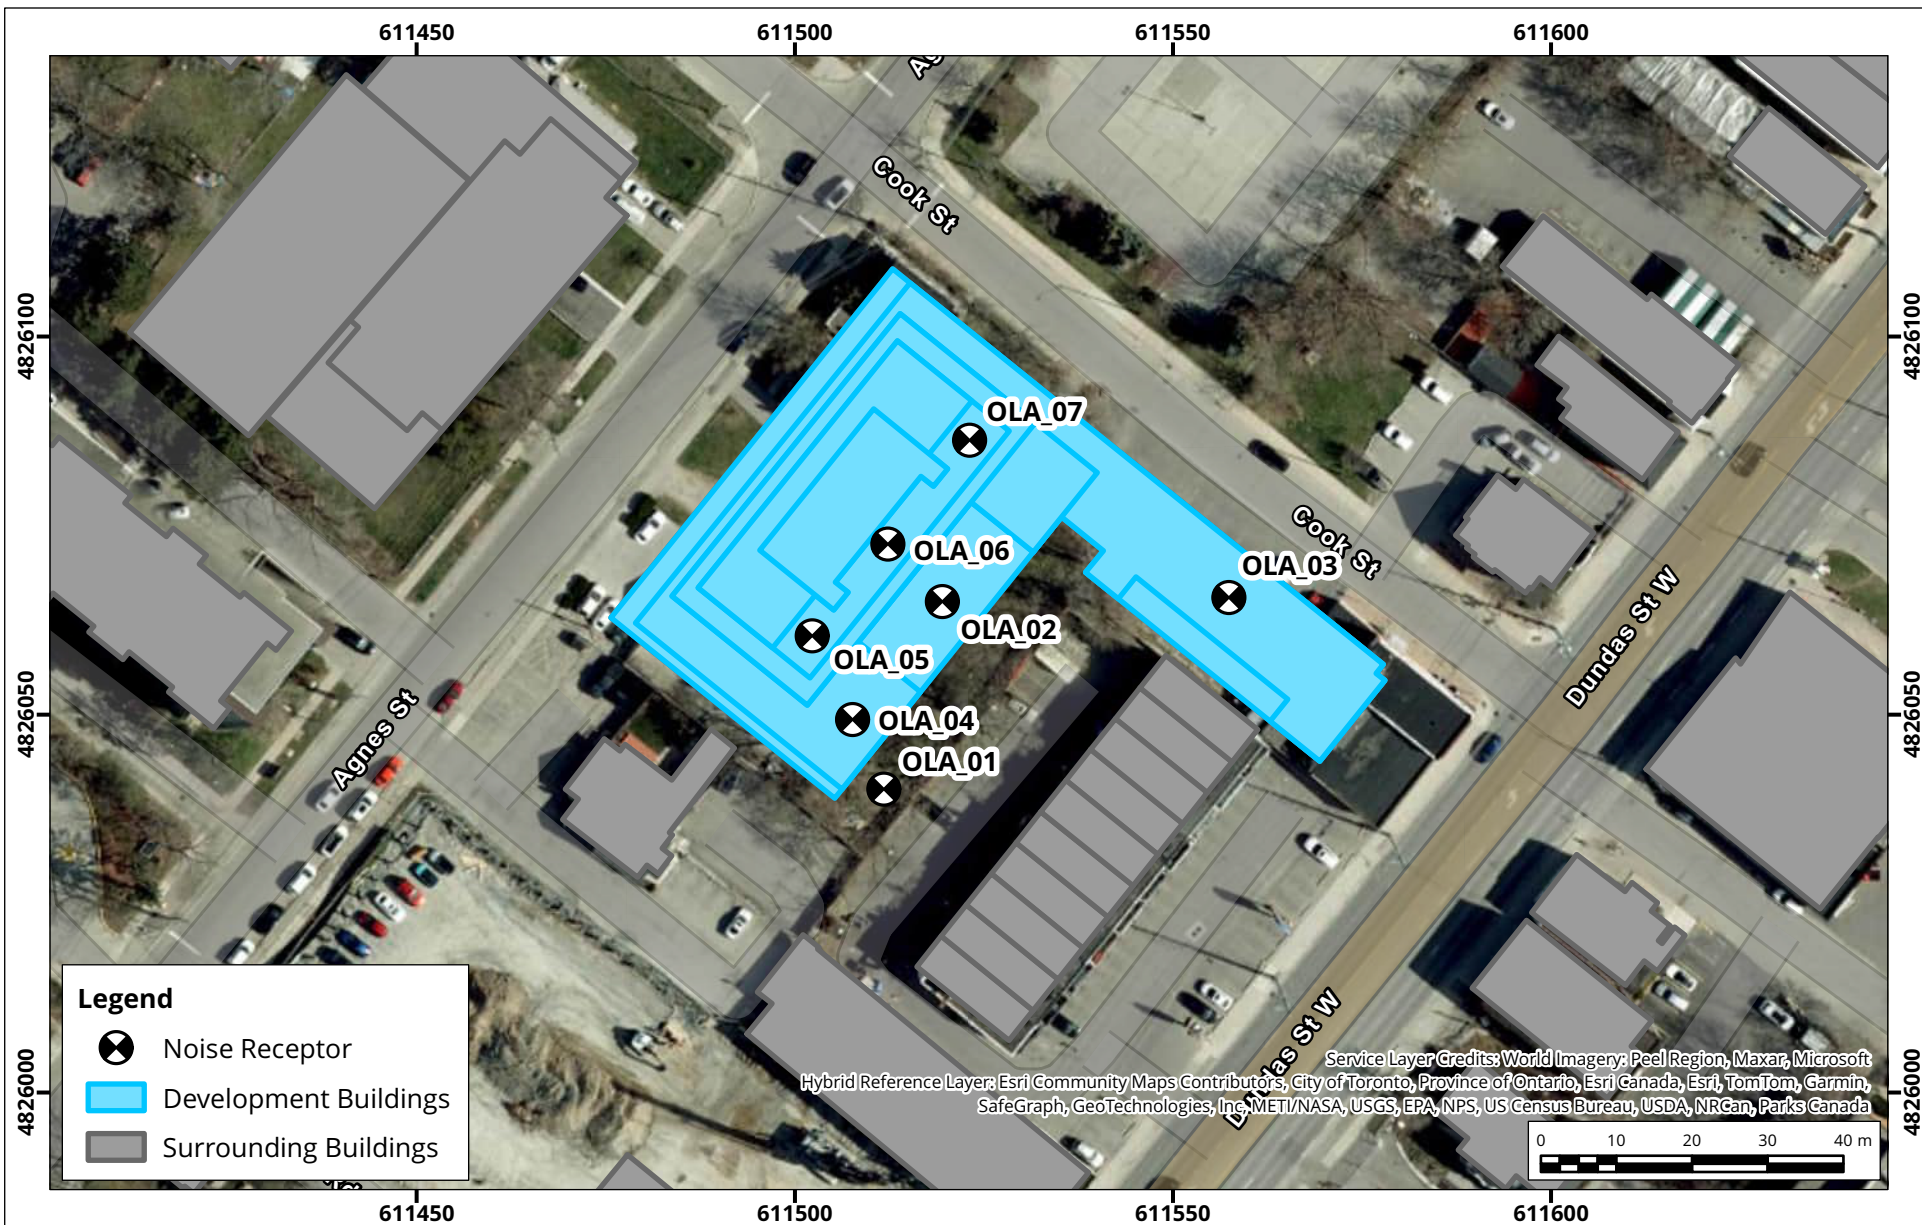 611450 611500 611550 611600
Ag
Cook St
4826100 4826100
OLA_07
Cook St
OLA_06
OLA_03
OLA_02
Dundas St W
OLA_05
4826050 4826050
Agnes St
OLA_04
OLA_01
Legend
Noise Receptor
Development Buildings
Surrounding Buildings
Dundas St W
4826000 4826000
Service Layer Credits: World Imagery: Peel Region, Maxar, Microsoft
Hybrid Reference Layer: Esri Community Maps Contributors, City of Toronto, Province of Ontario, Esri Canada, Esri, TomTom, Garmin,
SafeGraph, GeoTechnologies, Inc, METI/NASA, USGS, EPA, NPS, US Census Bureau, USDA, NRCan, Parks Canada
0 10 20 30 40 m
611450 611500 611550 611600